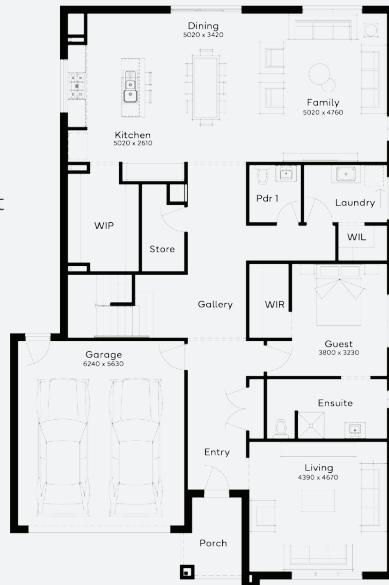 Dining
5020 x 3420
Family
5020 x 4760
Kitchen
5020 x 2610
Pdr 1
Laundry
t
WIP
WIL
Store
Gallery
WIR
Guest
3800 x 3230
Garage
6240 x 5630
Ensuite
Entry
Living
4390 x 4670
Porch